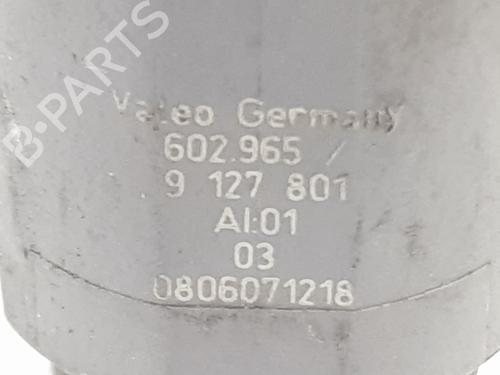 Valeo Germany
602.965 /
9 127 801
AI:01
03
0806071218
B-PARTS